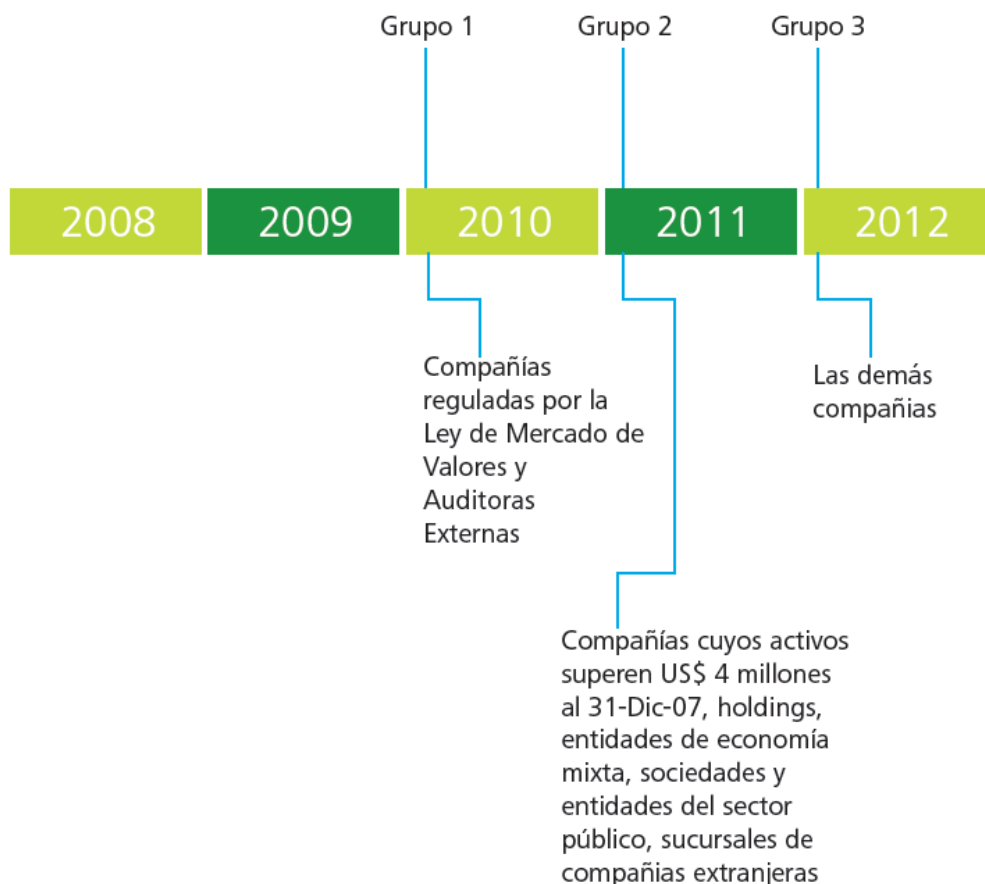 Grupo 1
Grupo 2
Grupo 3
2008
2009
2010
2011
2012
Compañías
reguladas por la
Ley de Mercado de
Valores y
Auditoras
Externas
Compañías cuyos activos
superen US$ 4 millones
al 31-Dic-07, holdings,
entidades de economía
mixta, sociedades y
entidades del sector
público, sucursales de
compañias extranjeras
Las demás
compañias